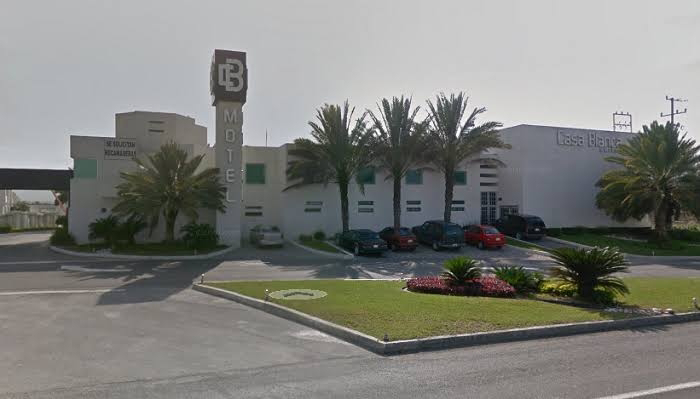 CB
MOTEL
SE SOLICITAN
RECAMARERAS
Casa Blanca